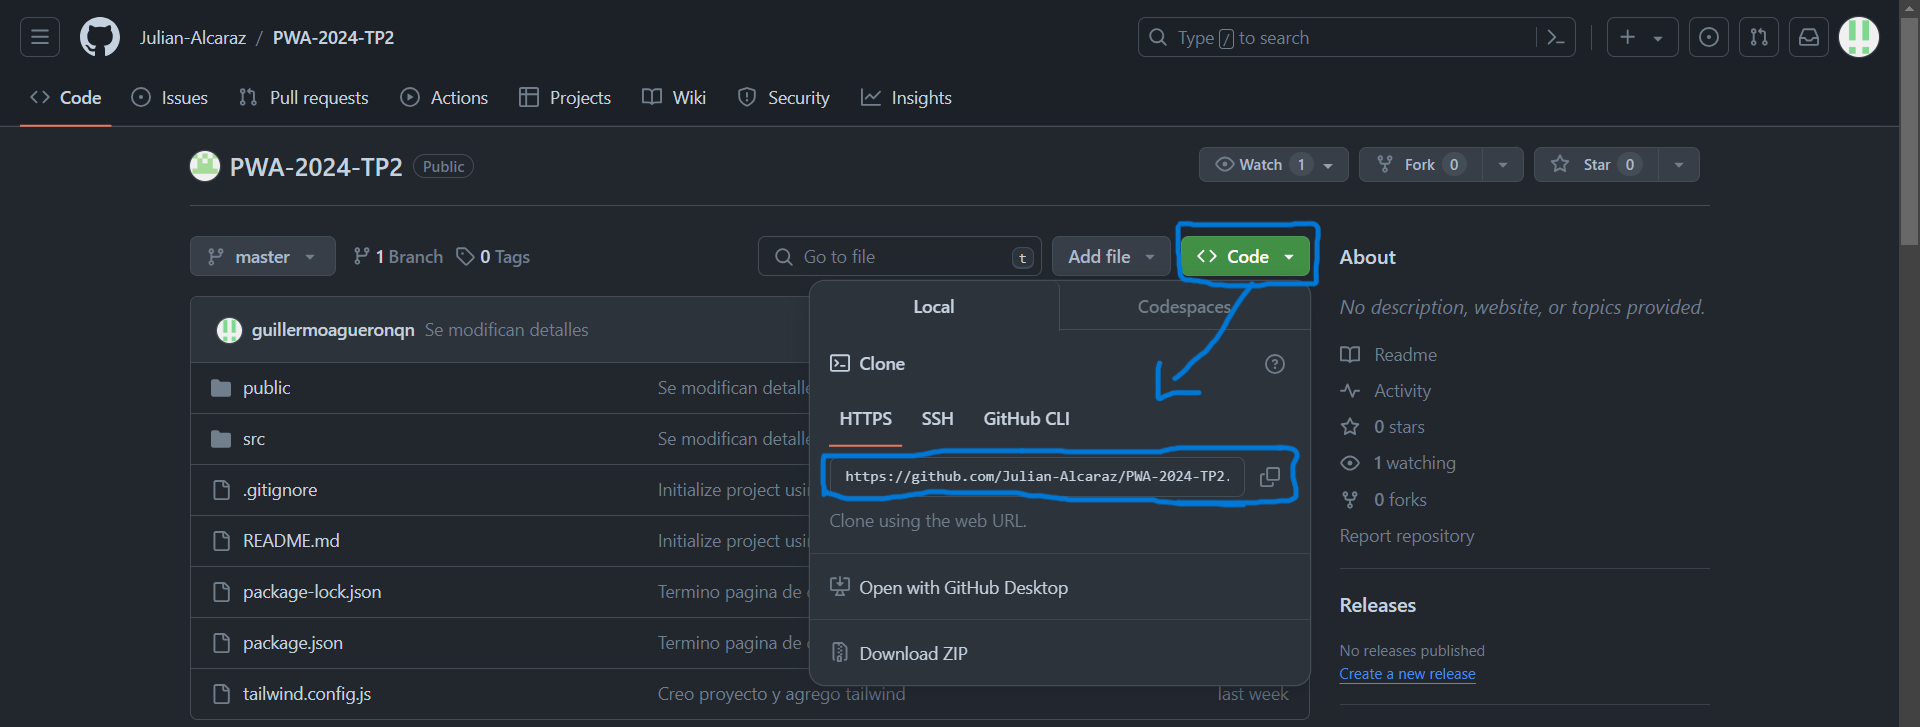 Julian-Alcaraz / PWA-2024-TP2
Type / to search
Code Issues Pull requests Actions Projects Wiki Security Insights
PWA-2024-TP2 Public
Watch 1 Fork 0 Star 0
master 1 Branch 0 Tags
Go to file t Add file Code
About
No description, website, or topics provided.
Readme
Activity
0 stars
1 watching
0 forks
Report repository
Releases
No releases published
Create a new release
Local Codespaces
Clone
HTTPS SSH GitHub CLI
https://github.com/Julian-Alcaraz/PWA-2024-TP2.
Clone using the web URL.
Open with GitHub Desktop
Download ZIP
guillermoagueronqn Se modifican detalles
public Se modifican detalle
src Se modifican detalle
.gitignore Initialize project usi
README.md Initialize project usi
package-lock.json Termino pagina de
package.json Termino pagina de
tailwind.config.js Creo proyecto y agrego tailwind last week